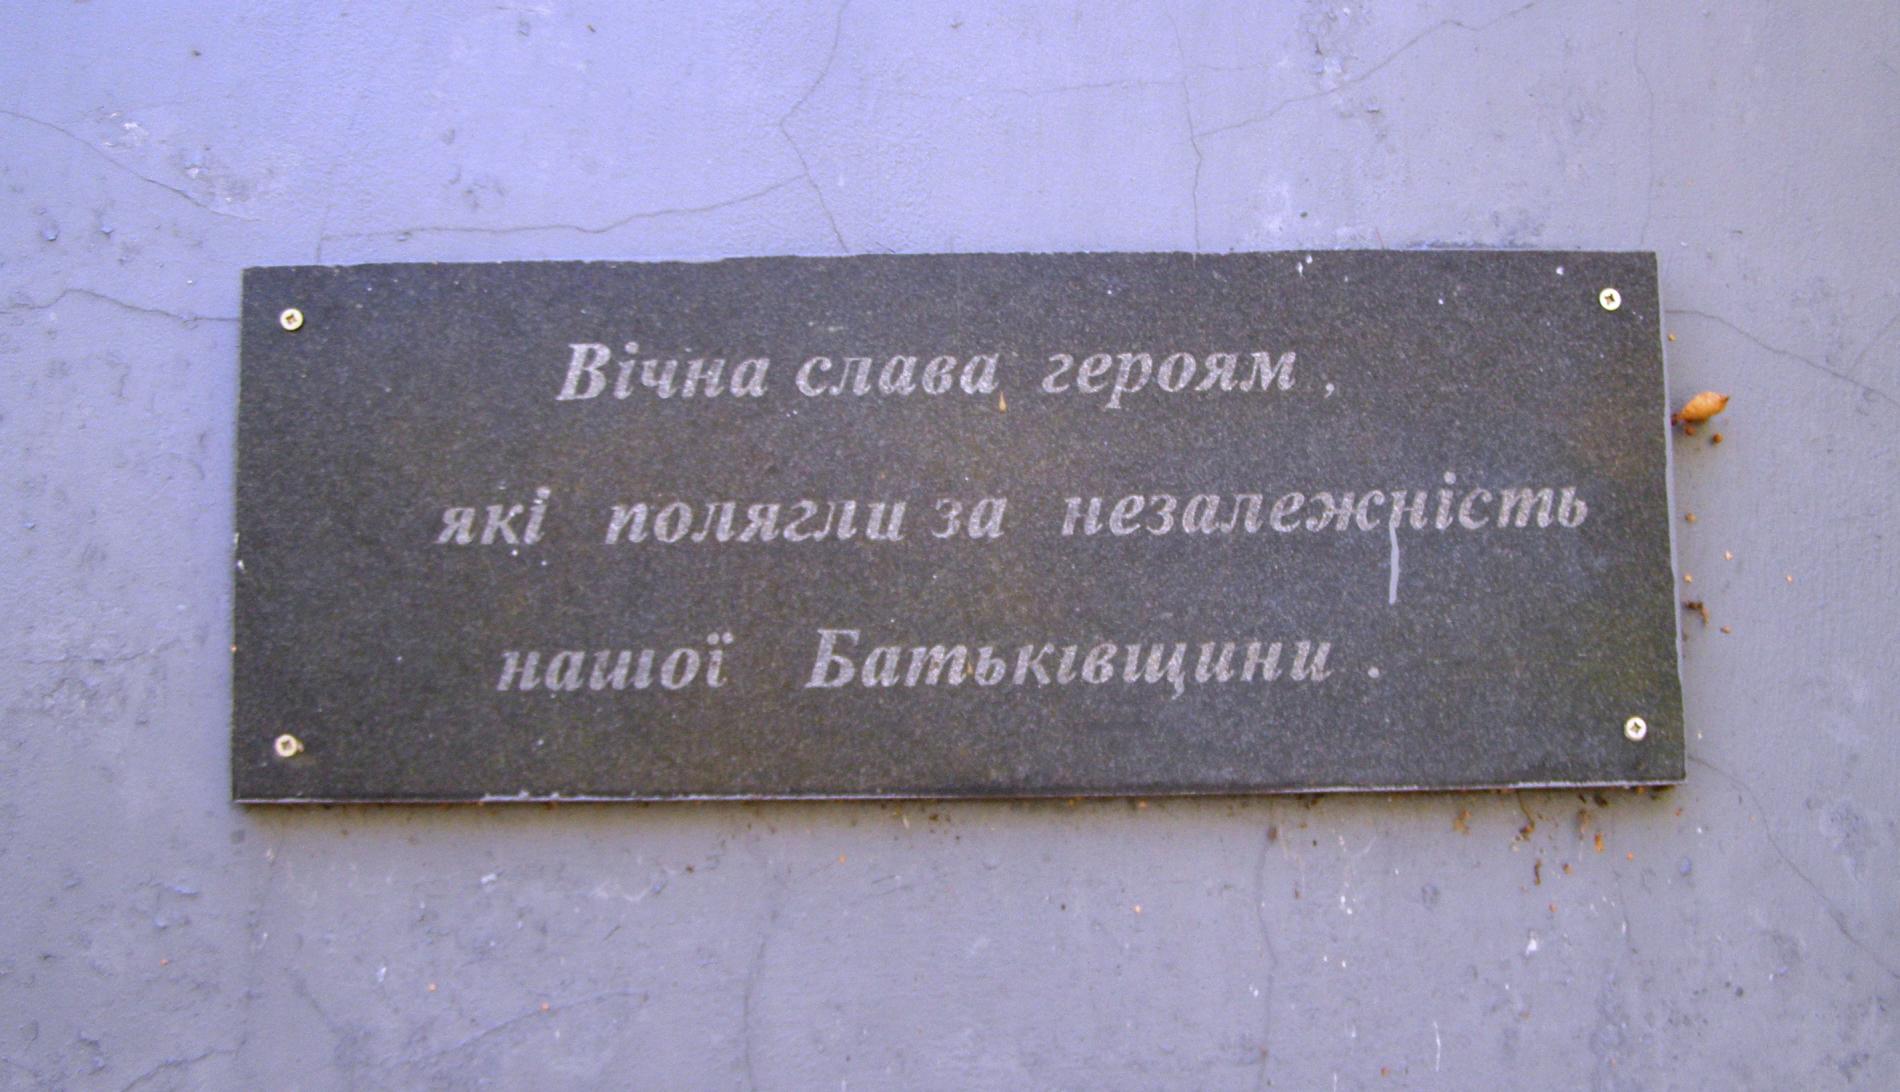 Вічна слава героям ,
які полягли за незалежність
нашої Батьківщини .